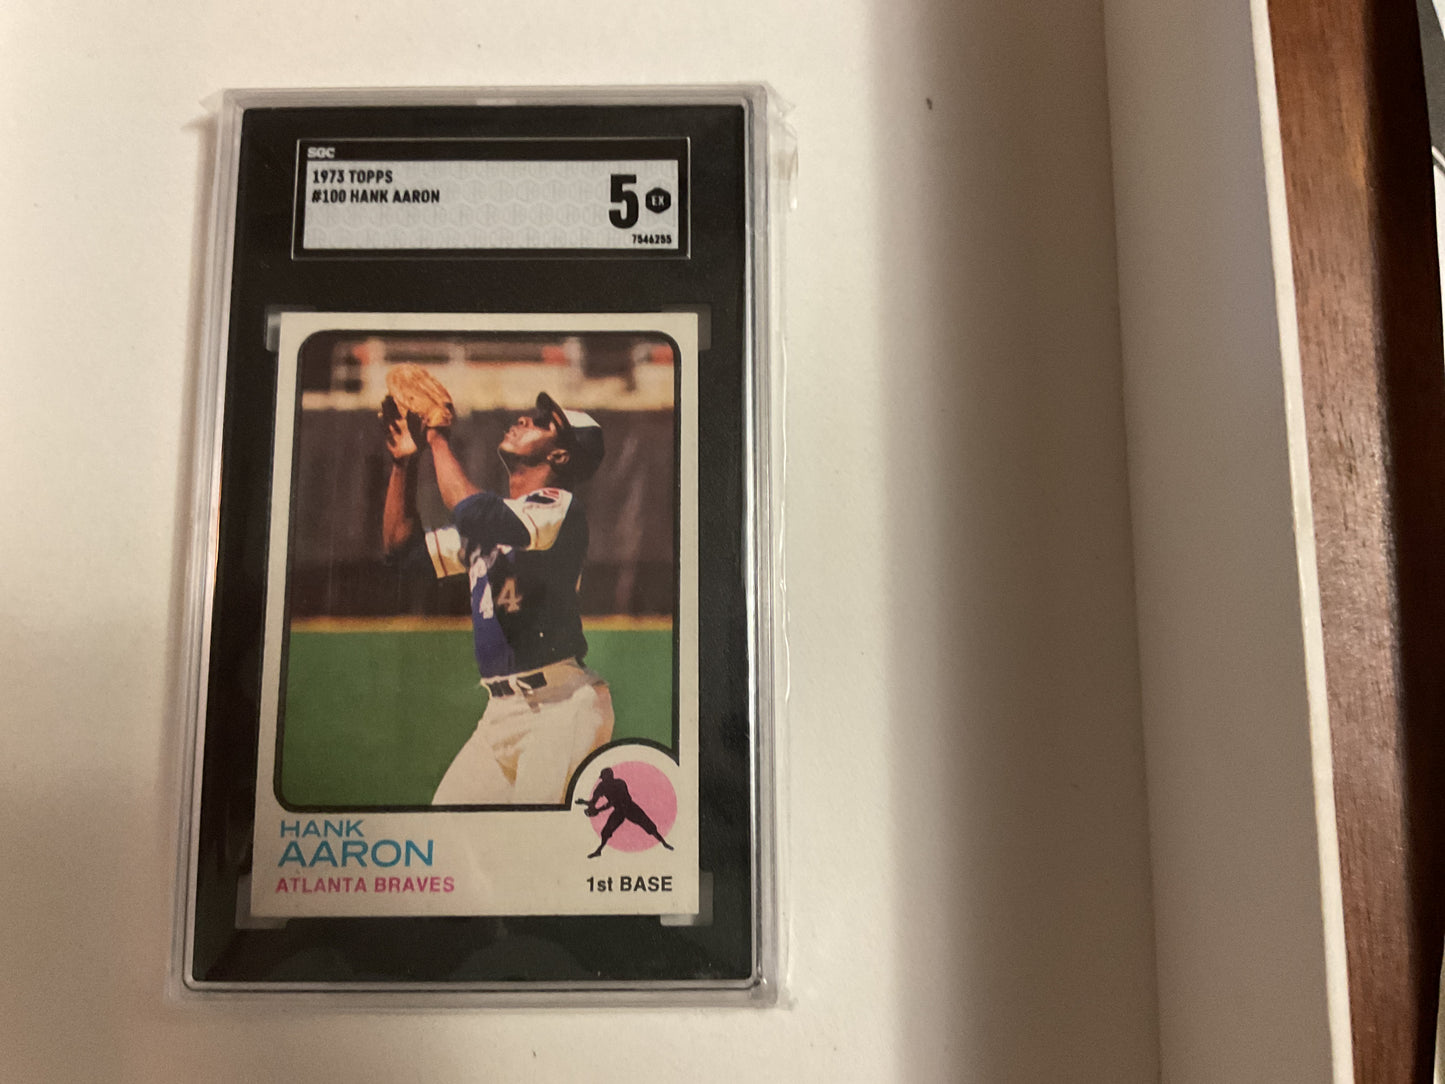 SGC
1973 TOPPS
#100 HANK AARON
5 EX
7546255
44
HANK
AARON
ATLANTA BRAVES
1st BASE